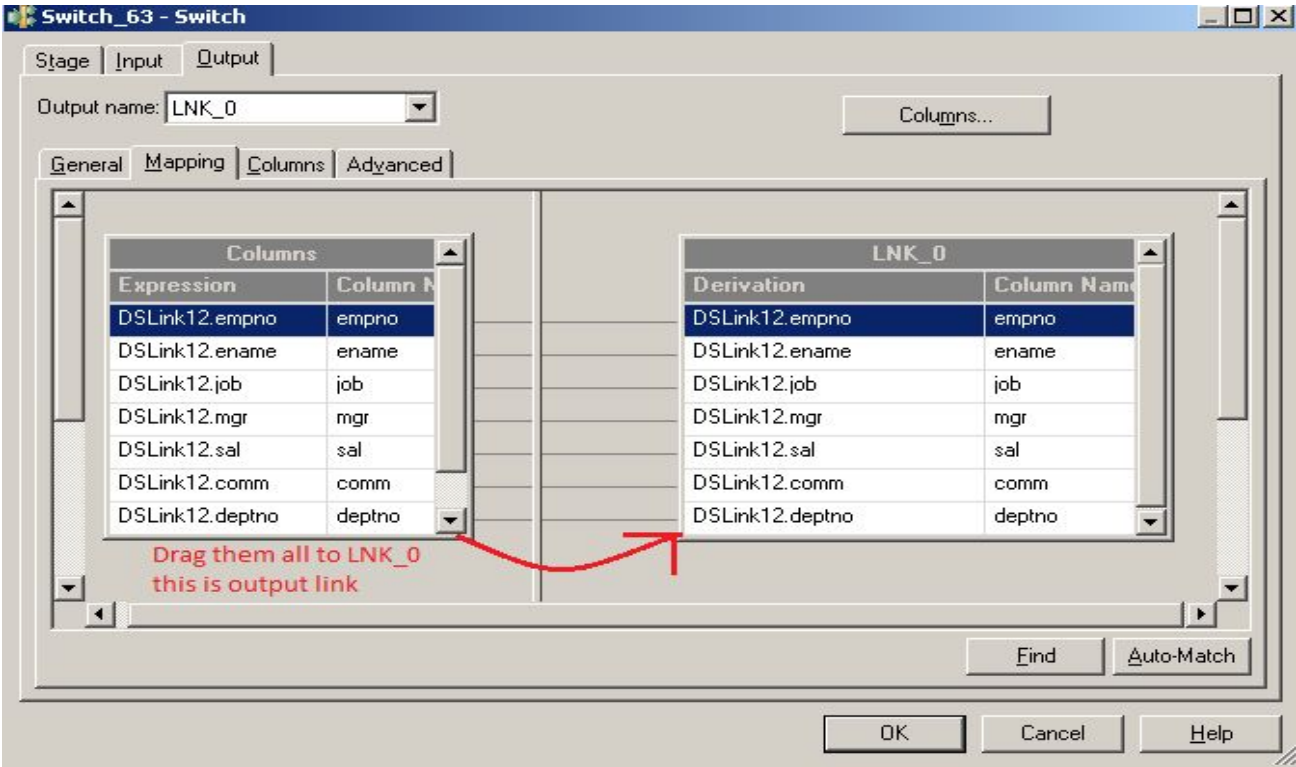 Switch_63 - Switch
Stage Input Output
Output name: LNK_0
Columns...
General Mapping Columns Advanced
Columns
Expression Column N
DSLink12.empno empno
DSLink12.ename ename
DSLink12.job job
DSLink12.mgr mgr
DSLink12.sal sal
DSLink12.comm comm
DSLink12.deptno deptno
LNK_0
Derivation Column Name
DSLink12.empno empno
DSLink12.ename ename
DSLink12.job job
DSLink12.mgr mgr
DSLink12.sal sal
DSLink12.comm comm
DSLink12.deptno deptno
Drag them all to LNK_0
this is output link
Find Auto-Match
OK Cancel Help